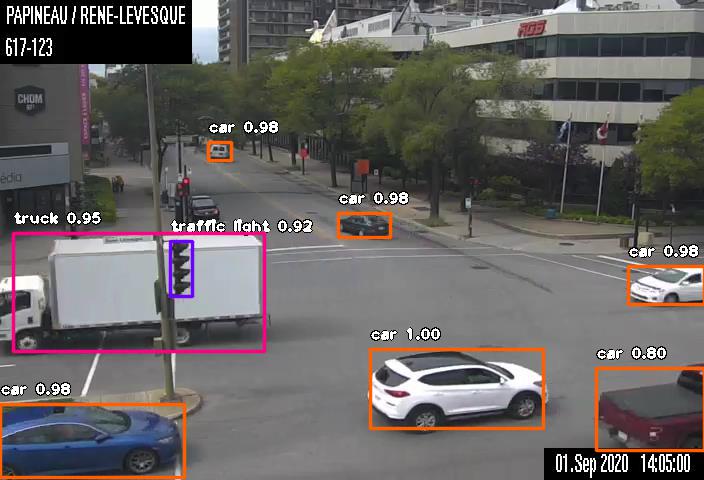 PAPINEAU / RENE-LEVESQUE
617-123
CHOM
car 0.98
car 0.98
truck 0.95
traffic light 0.92
car 0.98
car 1.00
car 0.80
car 0.98
édia
01.Sep 2020 14:05:00